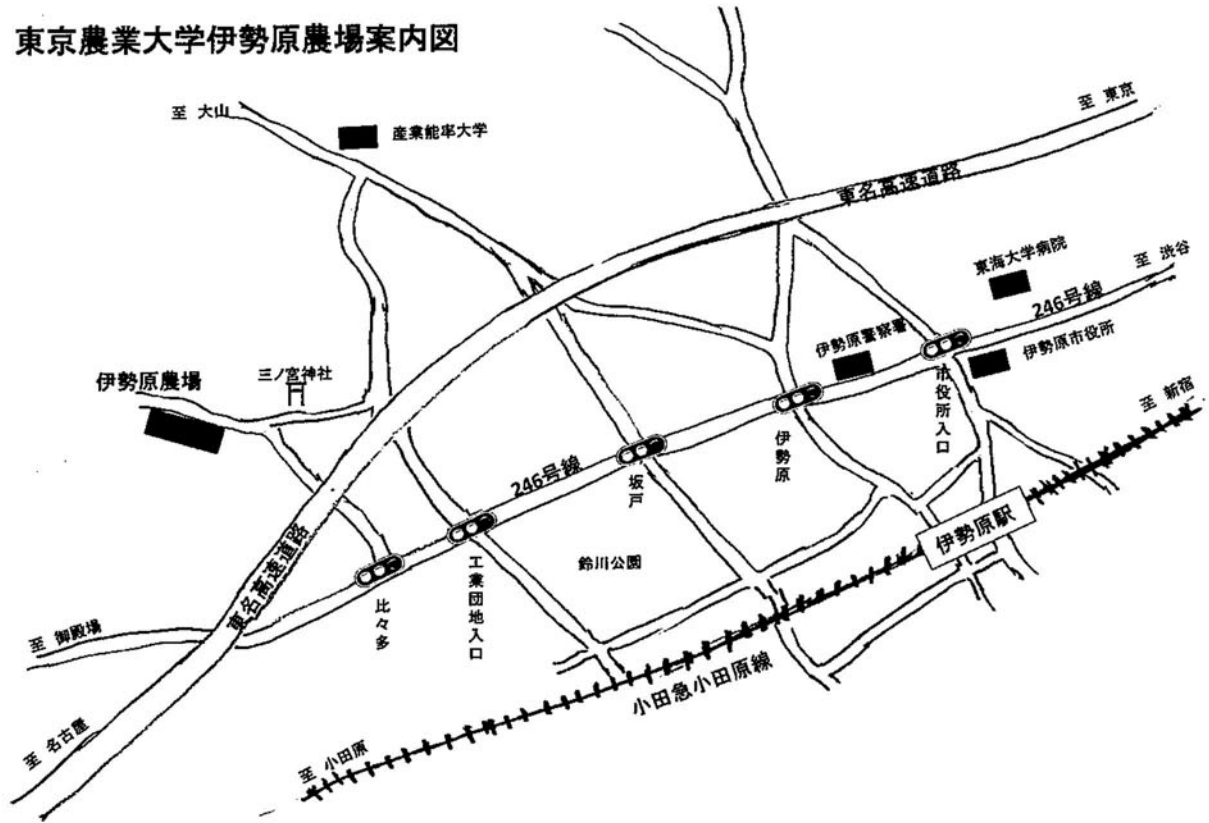 東京農業大学伊勢原農場案内図
至 大山
産業能率大学
至 東京
東名高速道路
東海大学病院
至 渋谷
246号線
伊勢原警察署
伊勢原市役所
市役所入口
伊勢原農場
三ノ宮神社
至 新宿
伊勢原
坂戸
246号線
伊勢原駅
鈴川公園
工業団地入口
比々多
東名高速道路
至 御殿場
小田急小田原線
至 名古屋
至 小田原